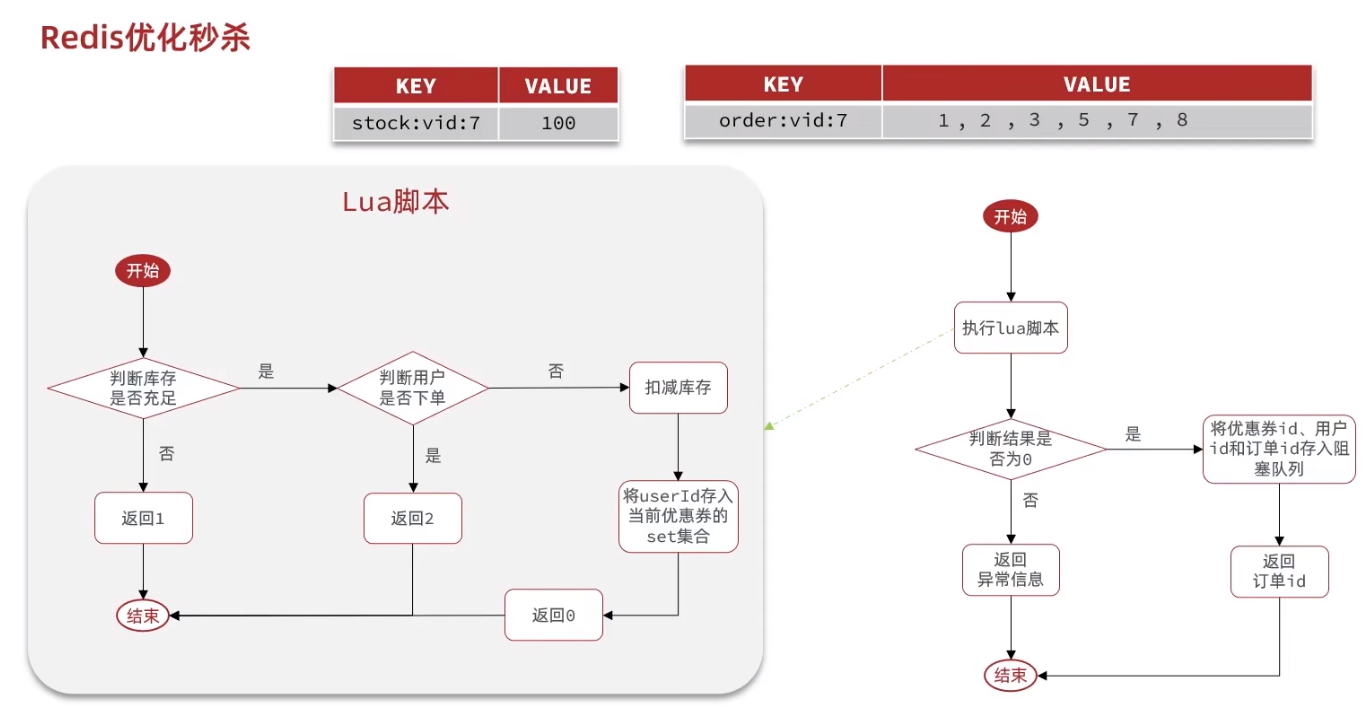 Redis优化秒杀
KEY VALUE
stock:vid:7 100
KEY VALUE
order:vid:7 1 , 2 , 3 , 5 , 7 , 8
Lua脚本
开始
判断库存
是否充足
是
判断用户
是否下单
否
扣减库存
否
是
返回1
返回2
将userId存入
当前优惠券的
set集合
返回0
结束
开始
执行lua脚本
判断结果是
否为0
是
将优惠券id、用户
id和订单id存入阻
塞队列
否
返回
异常信息
返回
订单id
结束